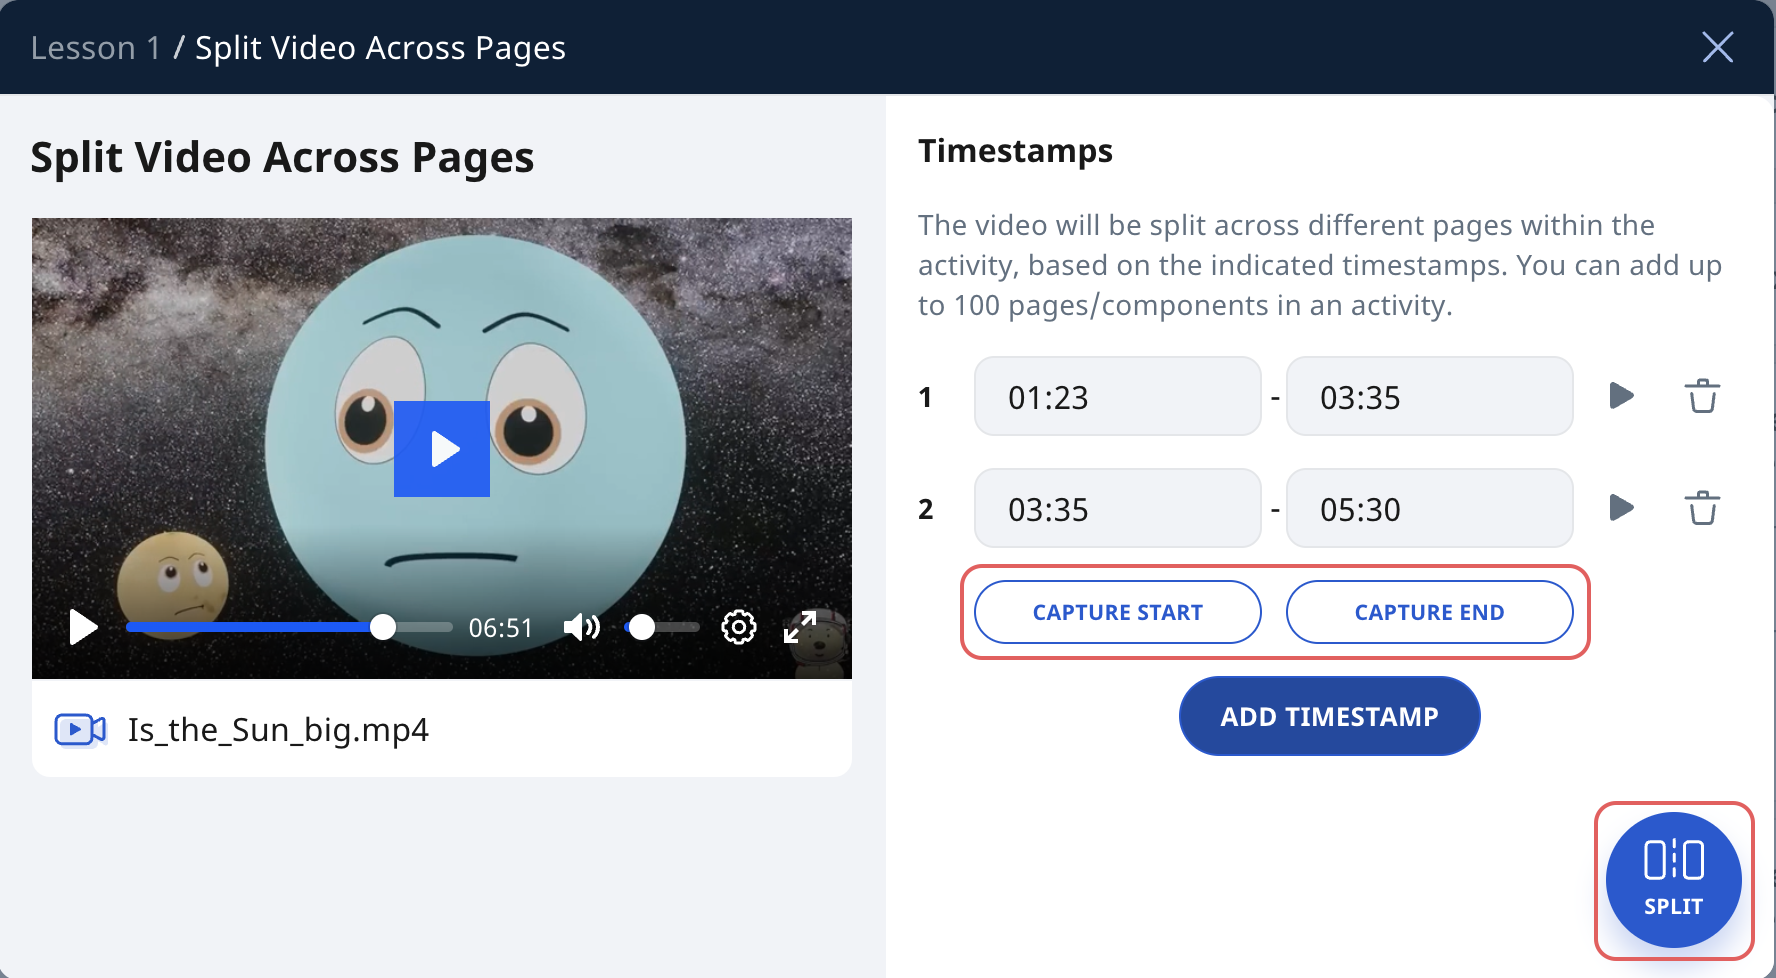 Lesson 1 / Split Video Across Pages
Split Video Across Pages
06:51
Is_the_Sun_big.mp4
Timestamps
The video will be split across different pages within the
activity, based on the indicated timestamps. You can add up
to 100 pages/components in an activity.
1 01:23 - 03:35
2 03:35 - 05:30
CAPTURE START CAPTURE END
ADD TIMESTAMP
SPLIT